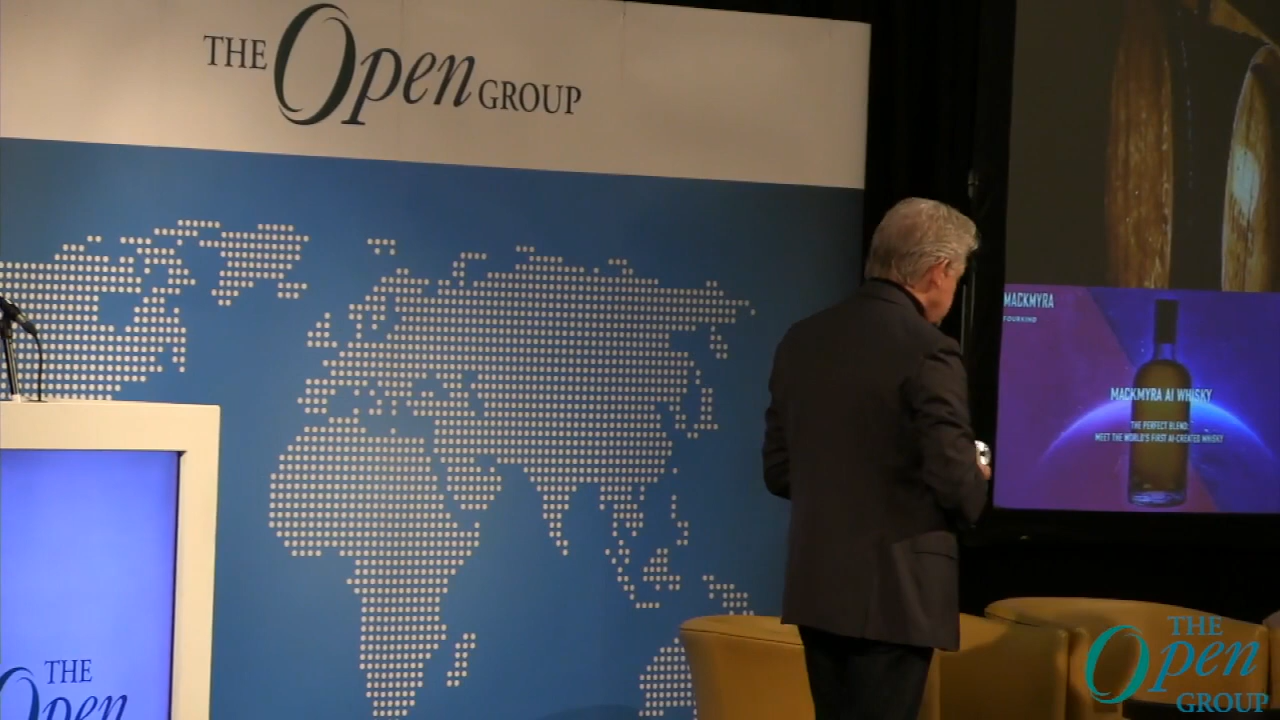 THE Open GROUP
MACKMYRA
FOURKIND
MACKMYRA AI WHISKY
THE PERFECT BLEND:
MEET THE WORLD'S FIRST AI-CREATED WHISKY
THE
Open
THE
Open
GROUP